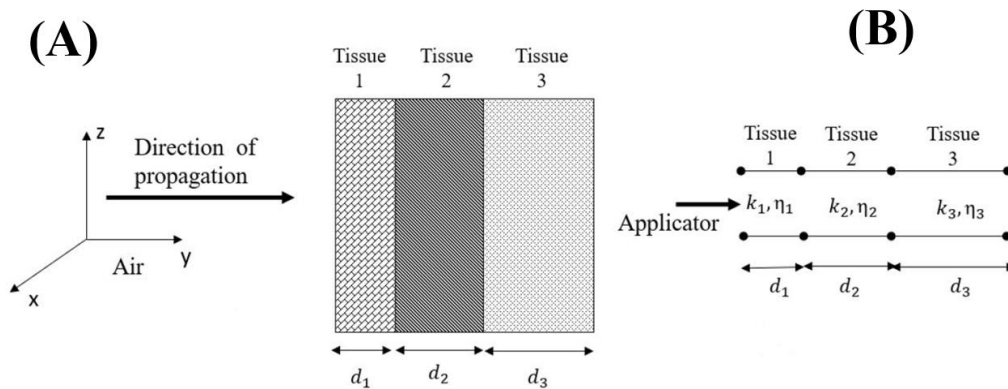 (A)
Tissue
1
Tissue
2
Tissue
3
z
Direction of
propagation
y
Air
x
d₁
d₂
d₃
(B)
Tissue
1
Tissue
2
Tissue
3
Applicator
k₁, η₁
k₂, η₂
k₃, η₃
d₁
d₂
d₃